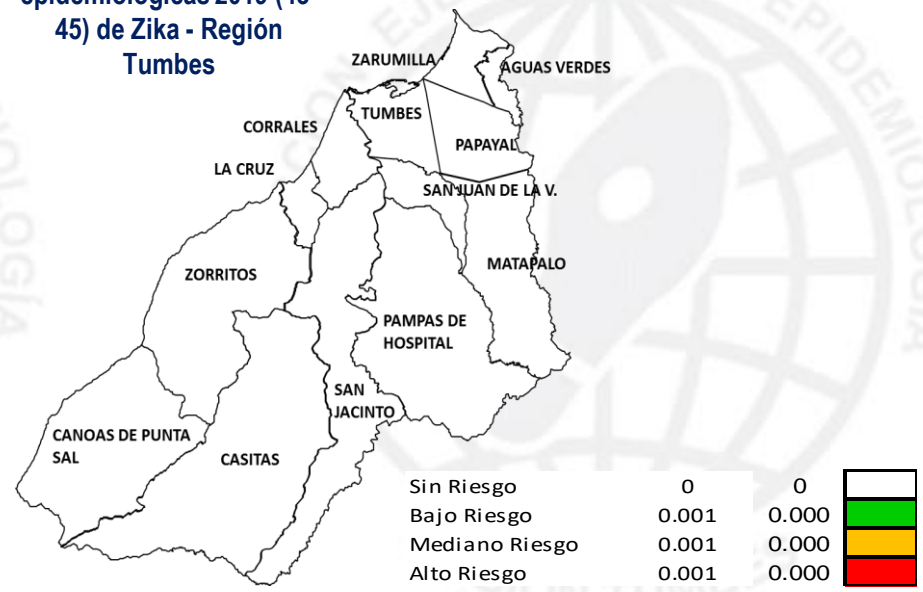 45) de Zika - Región
Tumbes
ZARUMILLA
AGUAS VERDES
TUMBES
CORRALES
PAPAYAL
LA CRUZ
SAN JUAN DE LA V.
MATAPALO
ZORRITOS
PAMPAS DE
HOSPITAL
SAN
JACINTO
CANOAS DE PUNTA
SAL
CASITAS
Sin Riesgo 0 0
Bajo Riesgo 0.001 0.000
Mediano Riesgo 0.001 0.000
Alto Riesgo 0.001 0.000